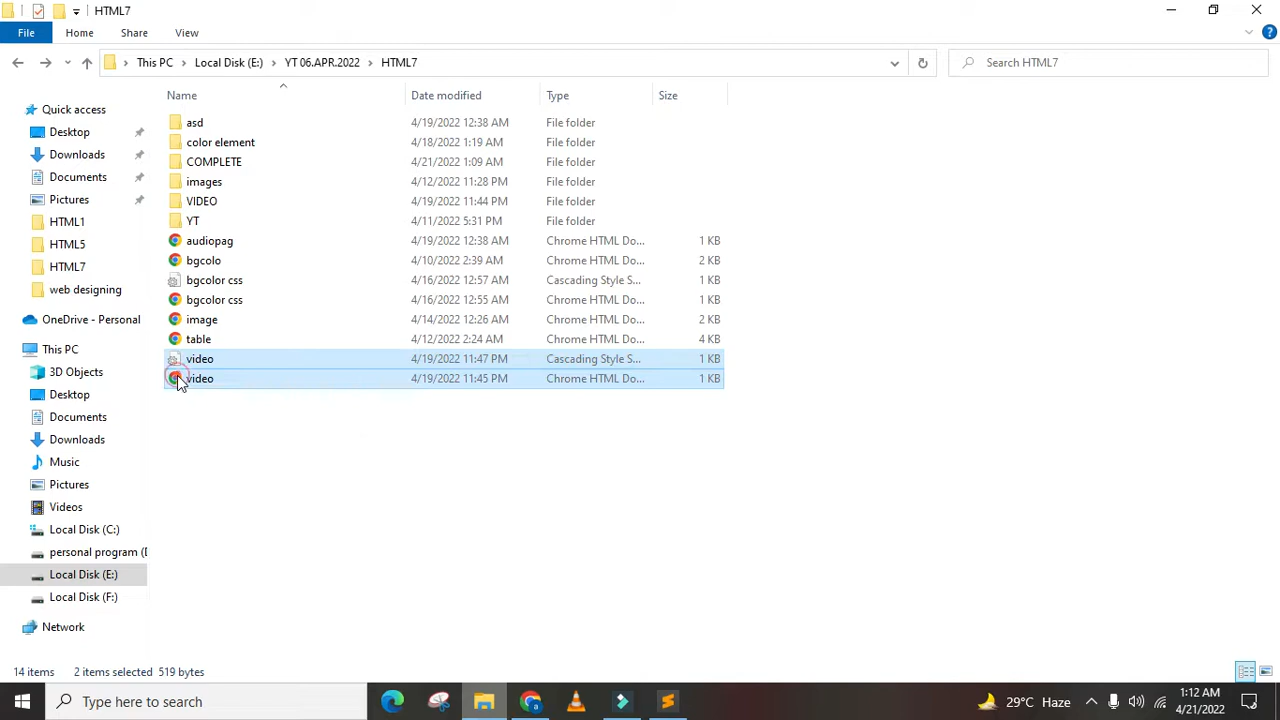 HTML7
File Home Share View
This PC Local Disk (E:) YT 06.APR.2022 HTML7 Search HTML7
Name Date modified Type Size
Quick access
Desktop
Downloads
Documents
Pictures
HTML1
HTML5
HTML7
web designing
OneDrive - Personal
This PC
3D Objects
Desktop
Documents
Downloads
Music
Pictures
Videos
Local Disk (C:)
personal program (
Local Disk (E:)
Local Disk (F:)
Network
asd 4/19/2022 12:38 AM File folder
color element 4/18/2022 1:19 AM File folder
COMPLETE 4/21/2022 1:09 AM File folder
images 4/12/2022 11:28 PM File folder
VIDEO 4/19/2022 11:44 PM File folder
YT 4/11/2022 5:31 PM File folder
audiopag 4/19/2022 12:38 AM Chrome HTML Do... 1 KB
bgcolo 4/10/2022 2:39 AM Chrome HTML Do... 2 KB
bgcolor css 4/16/2022 12:57 AM Cascading Style S... 1 KB
bgcolor css 4/16/2022 12:55 AM Chrome HTML Do... 1 KB
image 4/14/2022 12:26 AM Chrome HTML Do... 2 KB
table 4/12/2022 2:24 AM Chrome HTML Do... 4 KB
video 4/19/2022 11:47 PM Cascading Style S... 1 KB
video 4/19/2022 11:45 PM Chrome HTML Do... 1 KB
14 items 2 items selected 519 bytes
Type here to search
29°C Haze
1:12 AM
4/21/2022